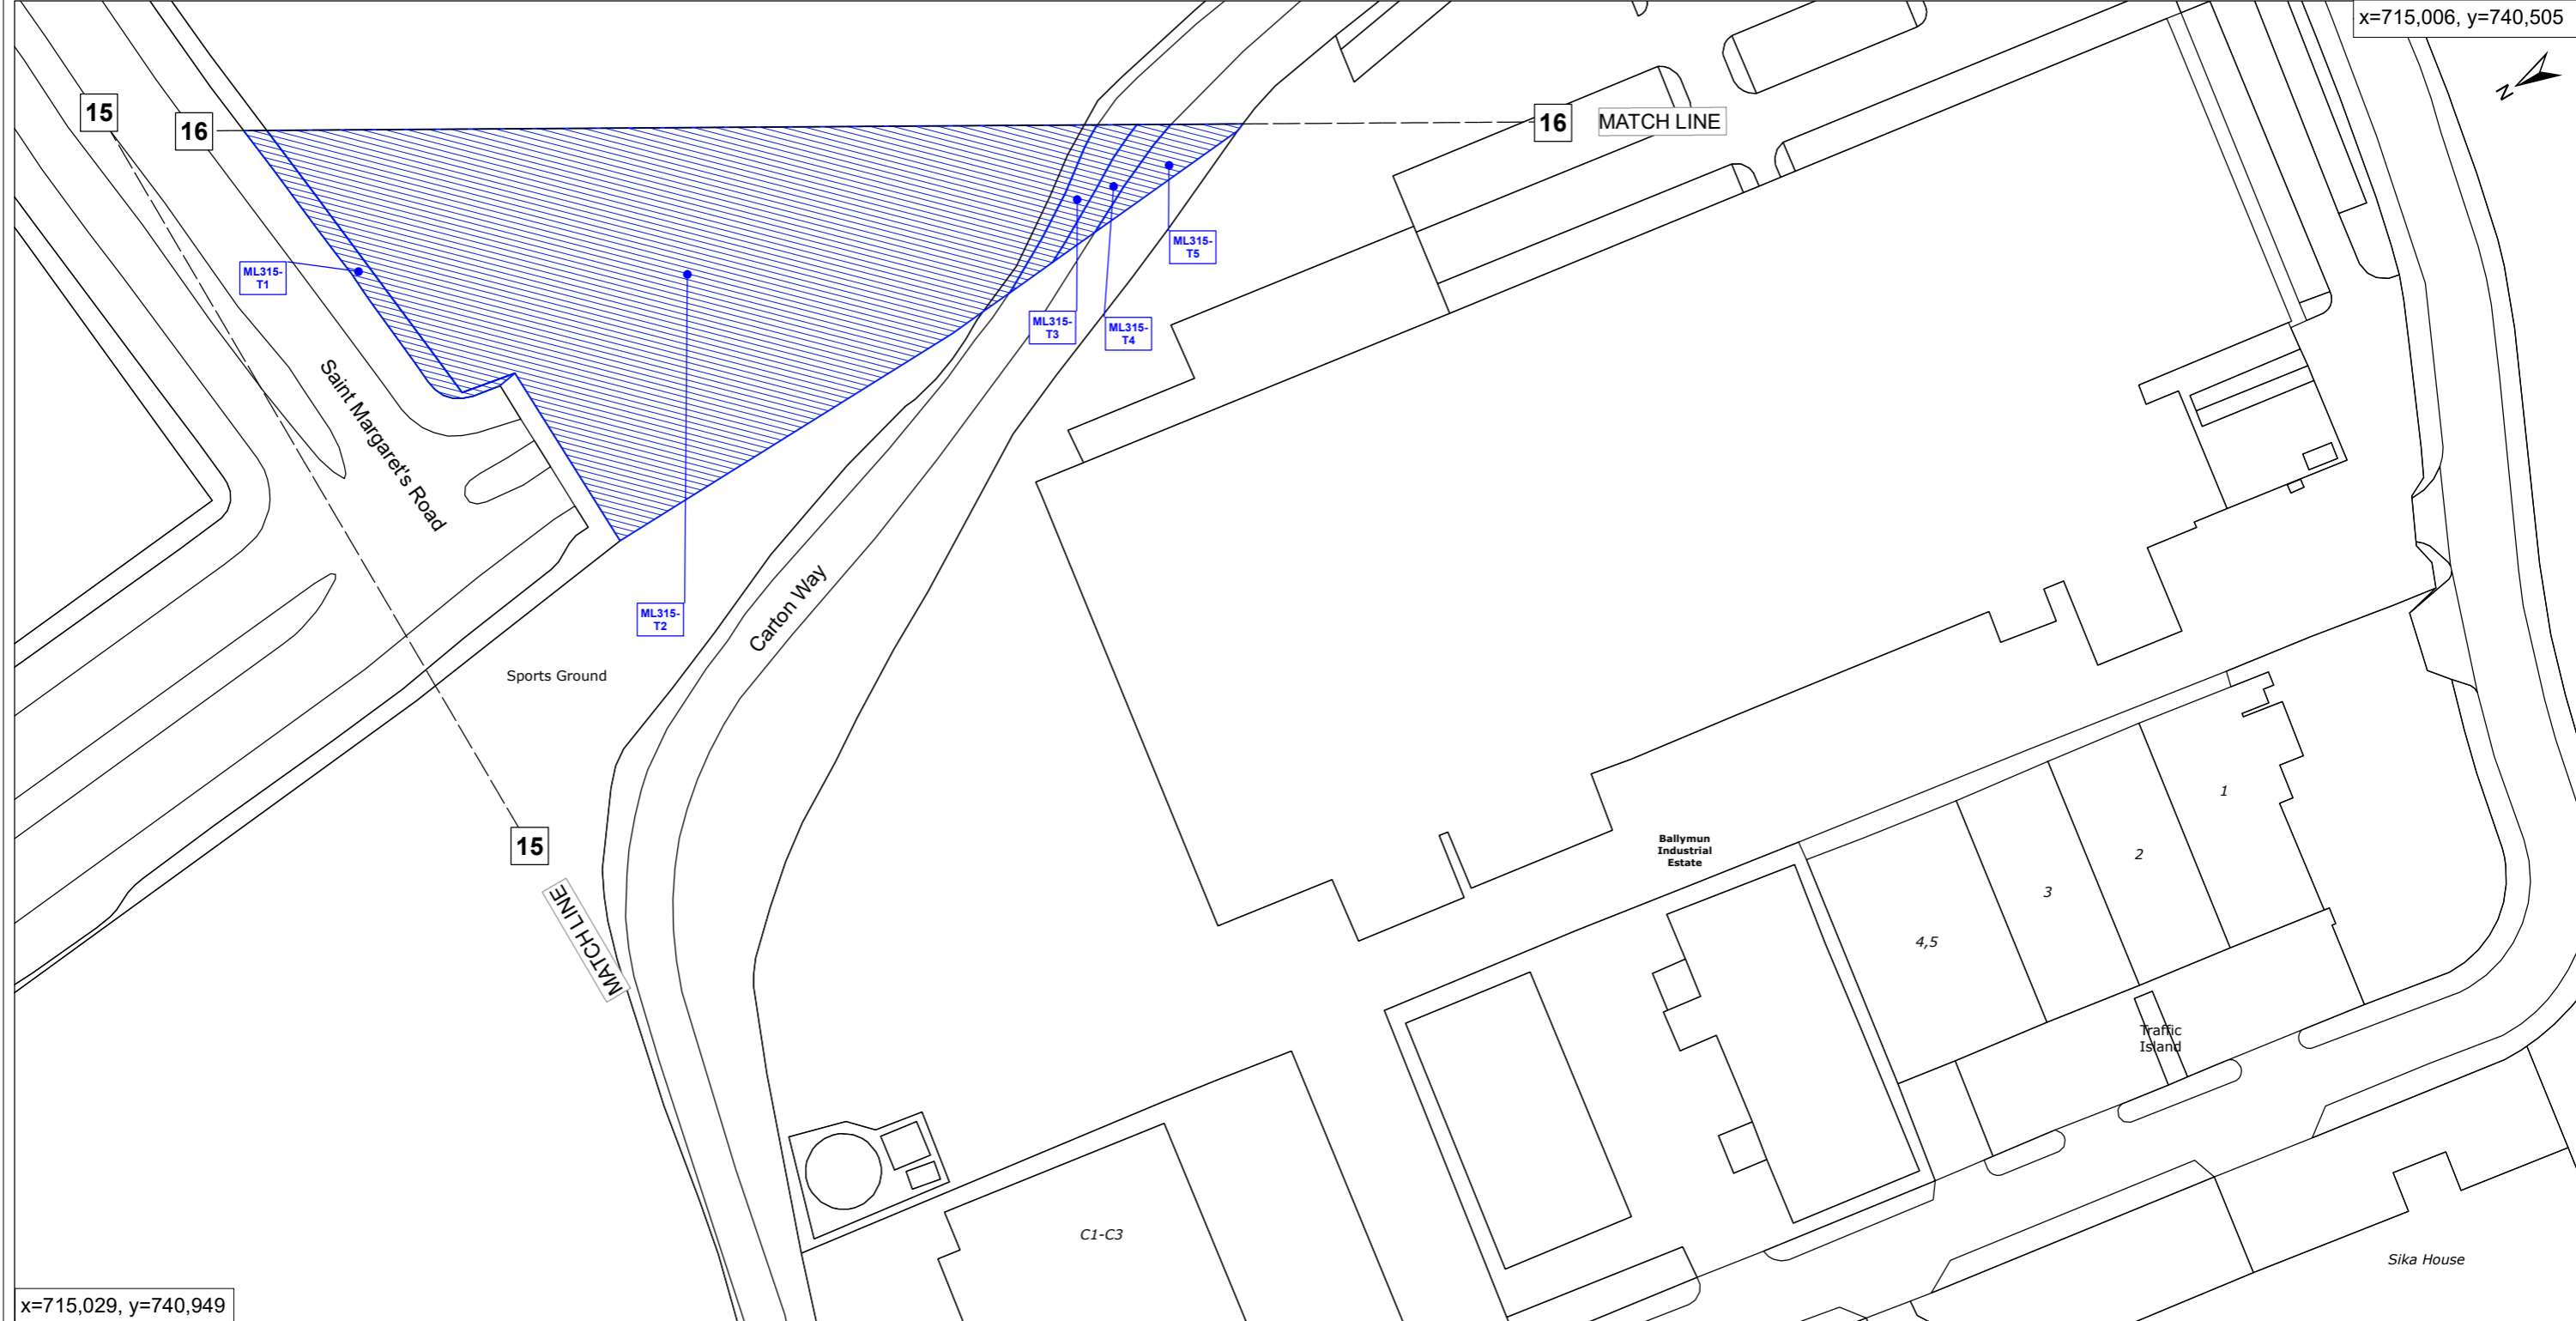 x=715,006, y=740,505
N
15
16
16
MATCH LINE
ML315-
T1
ML315-
T5
ML315-
T3
ML315-
T4
Saint Margaret's Road
ML315-
T2
Carton Way
Sports Ground
15
MATCH LINE
Ballymun
Industrial
Estate
1
2
3
4,5
Traffic
Island
C1-C3
Sika House
x=715,029, y=740,949